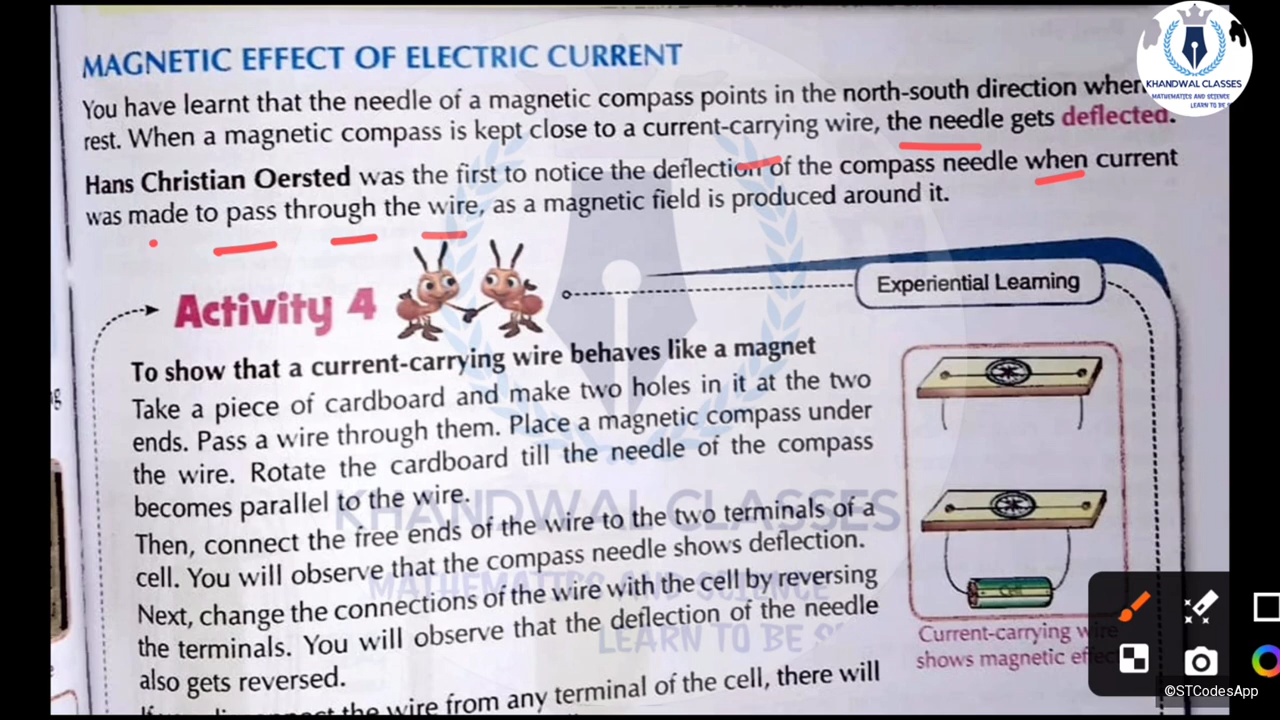 MAGNETIC EFFECT OF ELECTRIC CURRENT
You have learnt that the needle of a magnetic compass points in the north-south direction when
rest. When a magnetic compass is kept close to a current-carrying wire, the needle gets deflected.
Hans Christian Oersted was the first to notice the deflection of the compass needle when current
was made to pass through the wire, as a magnetic field is produced around it.
Activity 4
Experiential Learning
To show that a current-carrying wire behaves like a magnet
Take a piece of cardboard and make two holes in it at the two
ends. Pass a wire through them. Place a magnetic compass under
the wire. Rotate the cardboard till the needle of the compass
becomes parallel to the wire.
Then, connect the free ends of the wire to the two terminals of a
cell. You will observe that the compass needle shows deflection.
Next, change the connections of the wire with the cell by reversing
the terminals. You will observe that the deflection of the needle
also gets reversed.
the wire from any terminal of the cell, there will
Cell
Current-carrying wire
shows magnetic effect
KHANDWAL CLASSES
MATHEMATICS AND SCIENCE
LEARN TO BE
KHANDWAL CLASSES
MATHEMATICS AND SCIENCE
LEARN TO BE
©STCodesApp